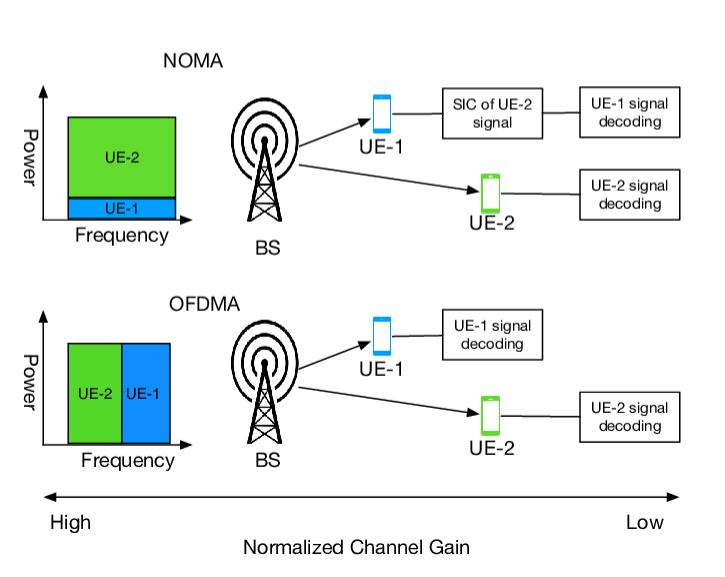 NOMA
Power
UE-2
UE-1
Frequency
BS
UE-1
SIC of UE-2
signal
UE-1 signal
decoding
UE-2
UE-2 signal
decoding
OFDMA
Power
UE-2
UE-1
Frequency
BS
UE-1
UE-1 signal
decoding
UE-2
UE-2 signal
decoding
High
Low
Normalized Channel Gain